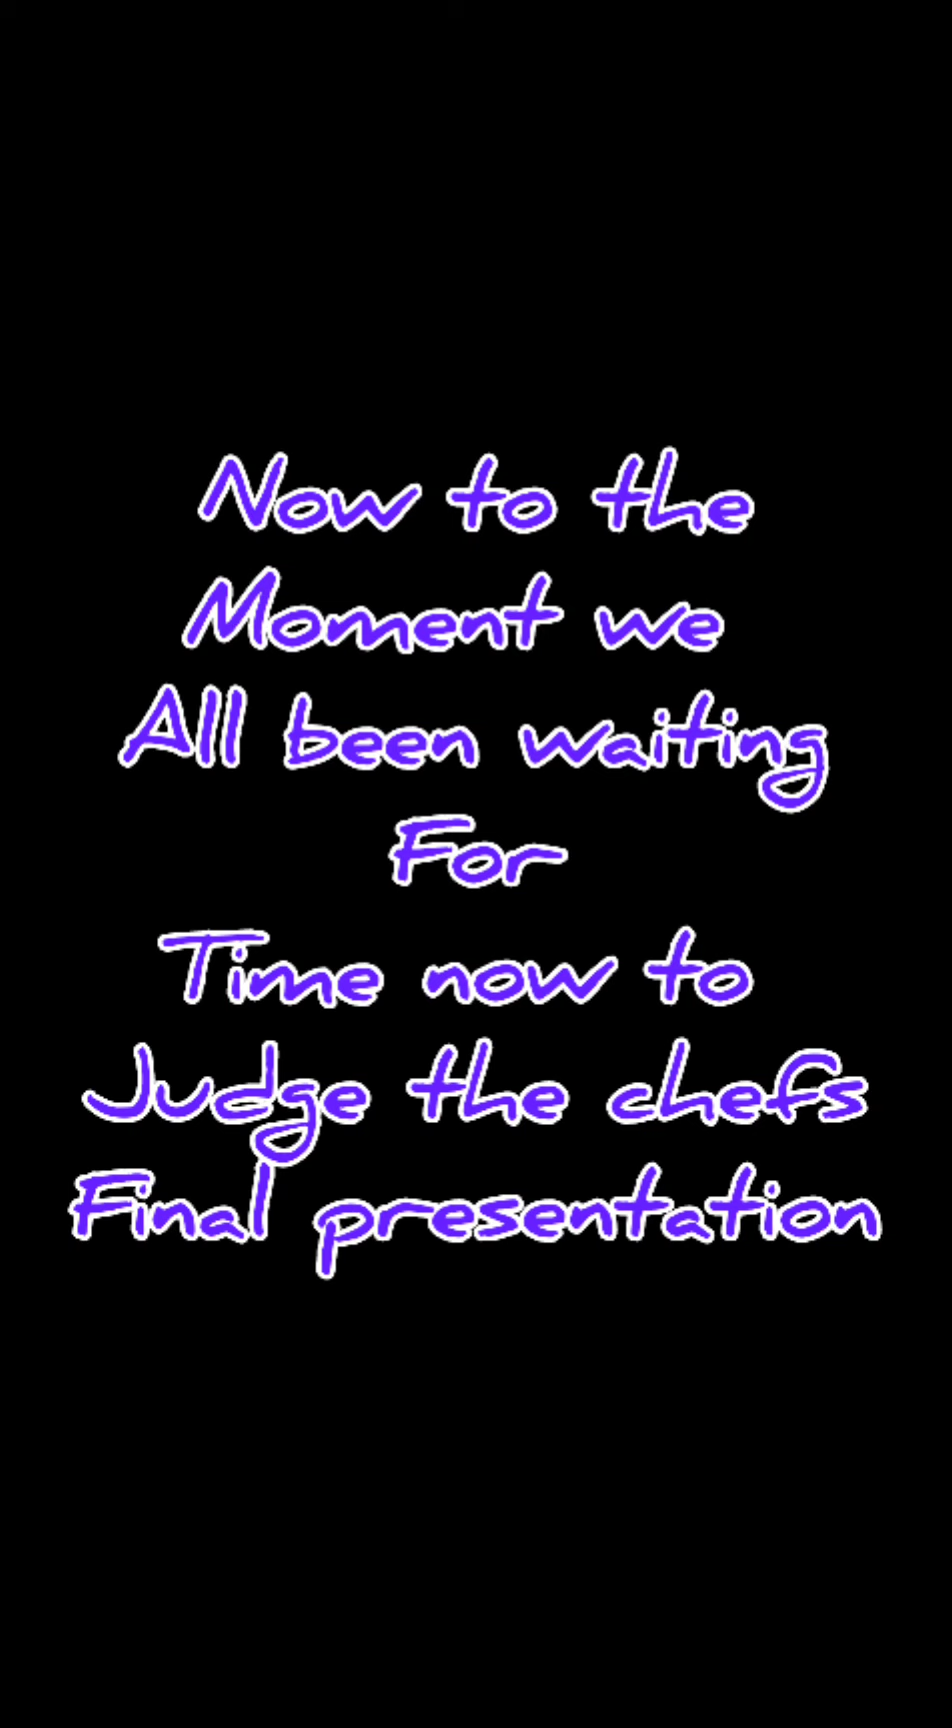 Now to the
Moment we
All been waiting
For
Time now to
Judge the chefs
Final presentation